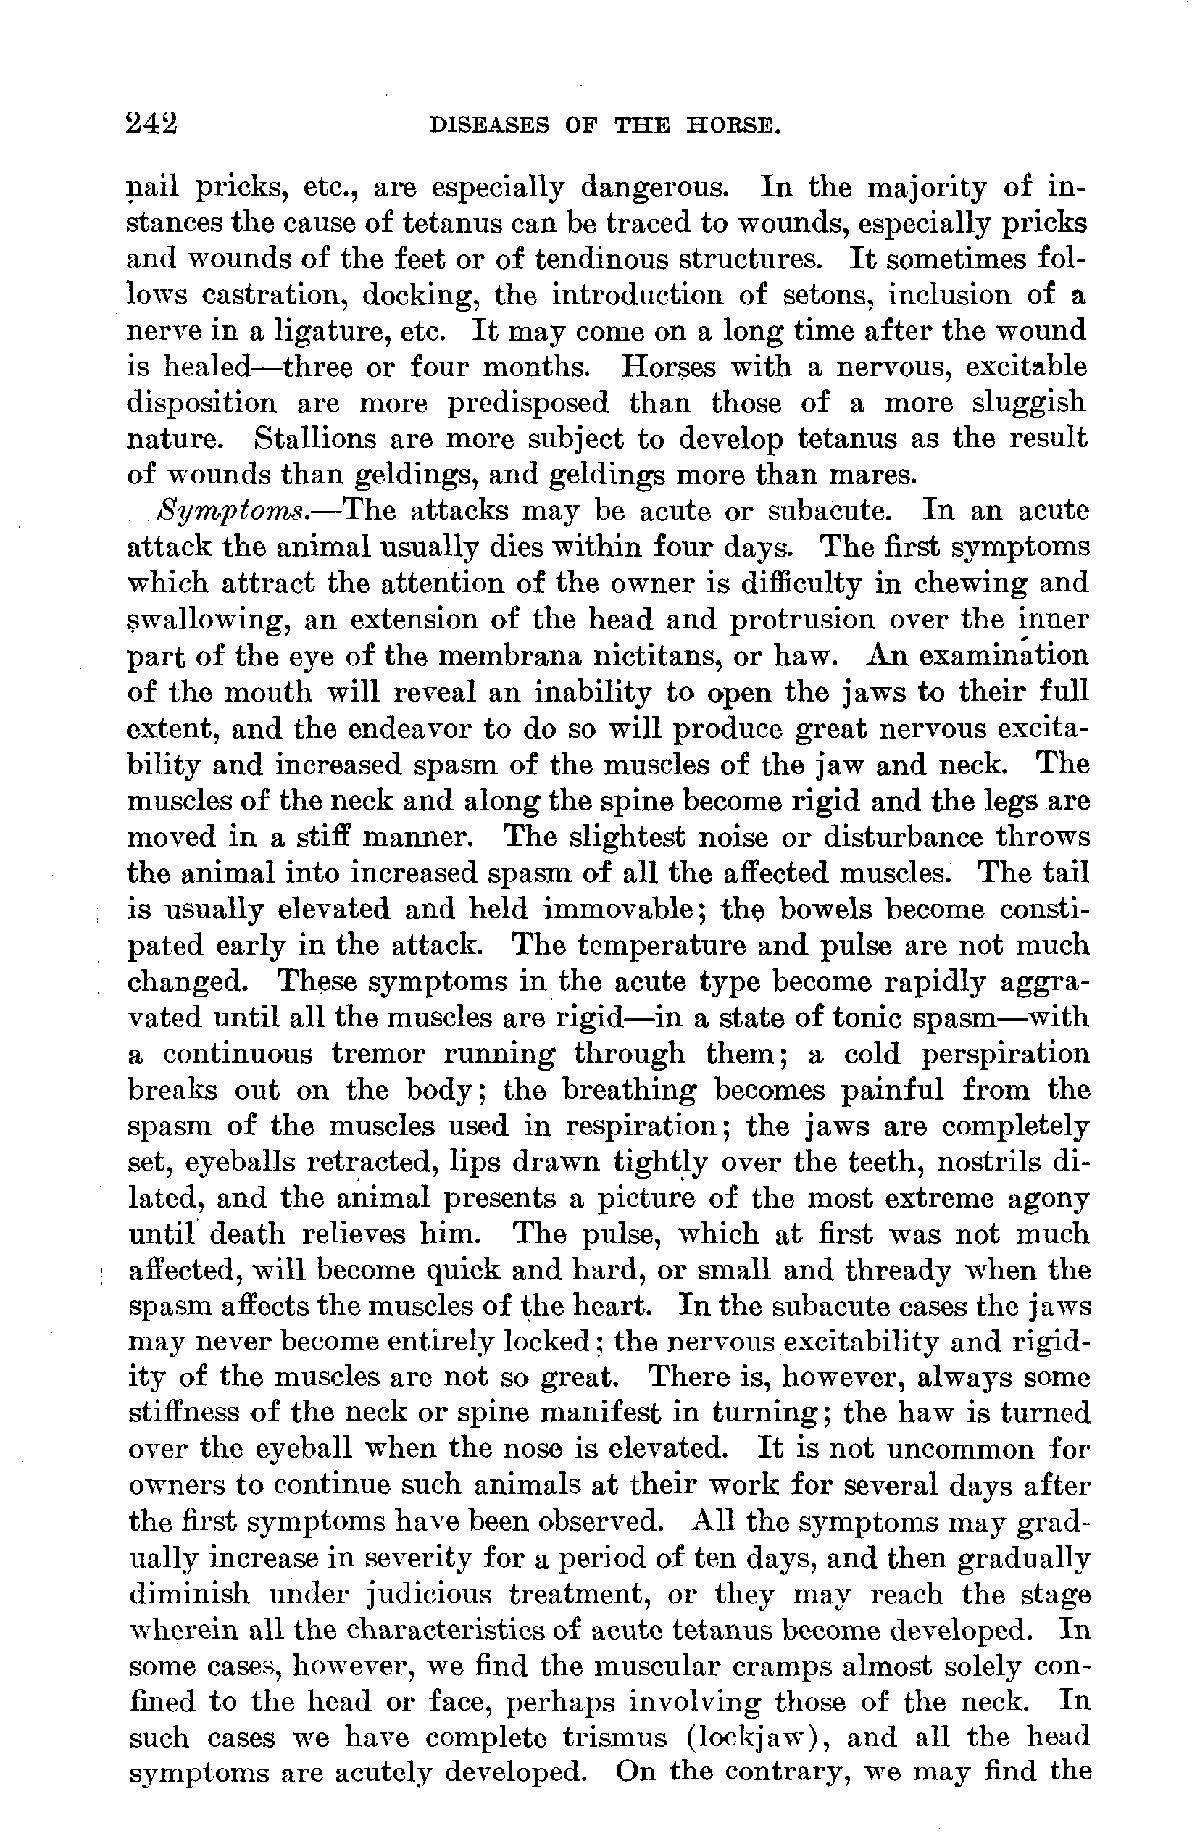 242 DISEASES OF THE HORSE.
nail pricks, etc., are especially dangerous. In the majority of in-
stances the cause of tetanus can be traced to wounds, especially pricks
and wounds of the feet or of tendinous structures. It sometimes fol-
lows castration, docking, the introduction of setons, inclusion of a
nerve in a ligature, etc. It may come on a long time after the wound
is healed—three or four months. Horses with a nervous, excitable
disposition are more predisposed than those of a more sluggish
nature. Stallions are more subject to develop tetanus as the result
of wounds than geldings, and geldings more than mares.
Symptoms.—The attacks may be acute or subacute. In an acute
attack the animal usually dies within four days. The first symptoms
which attract the attention of the owner is difficulty in chewing and
swallowing, an extension of the head and protrusion over the inner
part of the eye of the membrana nictitans, or haw. An examination
of the mouth will reveal an inability to open the jaws to their full
extent, and the endeavor to do so will produce great nervous excita-
bility and increased spasm of the muscles of the jaw and neck. The
muscles of the neck and along the spine become rigid and the legs are
moved in a stiff manner. The slightest noise or disturbance throws
the animal into increased spasm of all the affected muscles. The tail
is usually elevated and held immovable; the bowels become consti-
pated early in the attack. The temperature and pulse are not much
changed. These symptoms in the acute type become rapidly aggra-
vated until all the muscles are rigid—in a state of tonic spasm—with
a continuous tremor running through them; a cold perspiration
breaks out on the body; the breathing becomes painful from the
spasm of the muscles used in respiration; the jaws are completely
set, eyeballs retracted, lips drawn tightly over the teeth, nostrils di-
lated, and the animal presents a picture of the most extreme agony
until death relieves him. The pulse, which at first was not much
affected, will become quick and hard, or small and thready when the
spasm affects the muscles of the heart. In the subacute cases the jaws
may never become entirely locked; the nervous excitability and rigid-
ity of the muscles are not so great. There is, however, always some
stiffness of the neck or spine manifest in turning; the haw is turned
over the eyeball when the nose is elevated. It is not uncommon for
owners to continue such animals at their work for several days after
the first symptoms have been observed. All the symptoms may grad-
ually increase in severity for a period of ten days, and then gradually
diminish under judicious treatment, or they may reach the stage
wherein all the characteristics of acute tetanus become developed. In
some cases, however, we find the muscular cramps almost solely con-
fined to the head or face, perhaps involving those of the neck. In
such cases we have complete trismus (lockjaw), and all the head
symptoms are acutely developed. On the contrary, we may find the